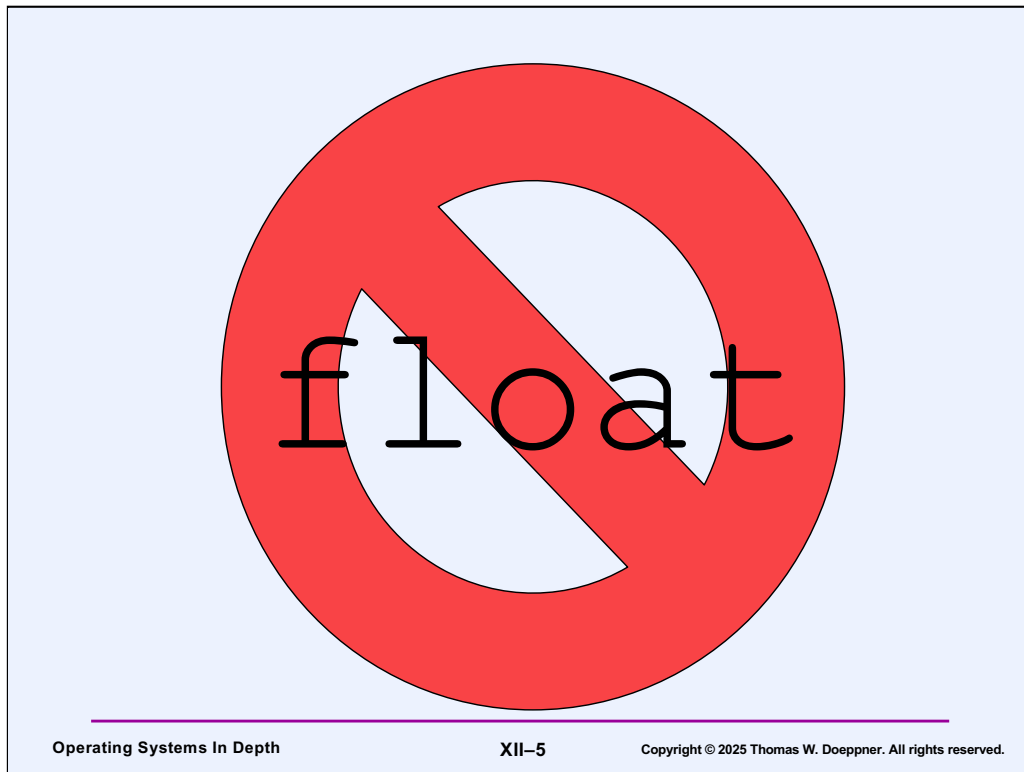 float
Operating Systems In Depth XII–5 Copyright © 2025 Thomas W. Doeppner. All rights reserved.